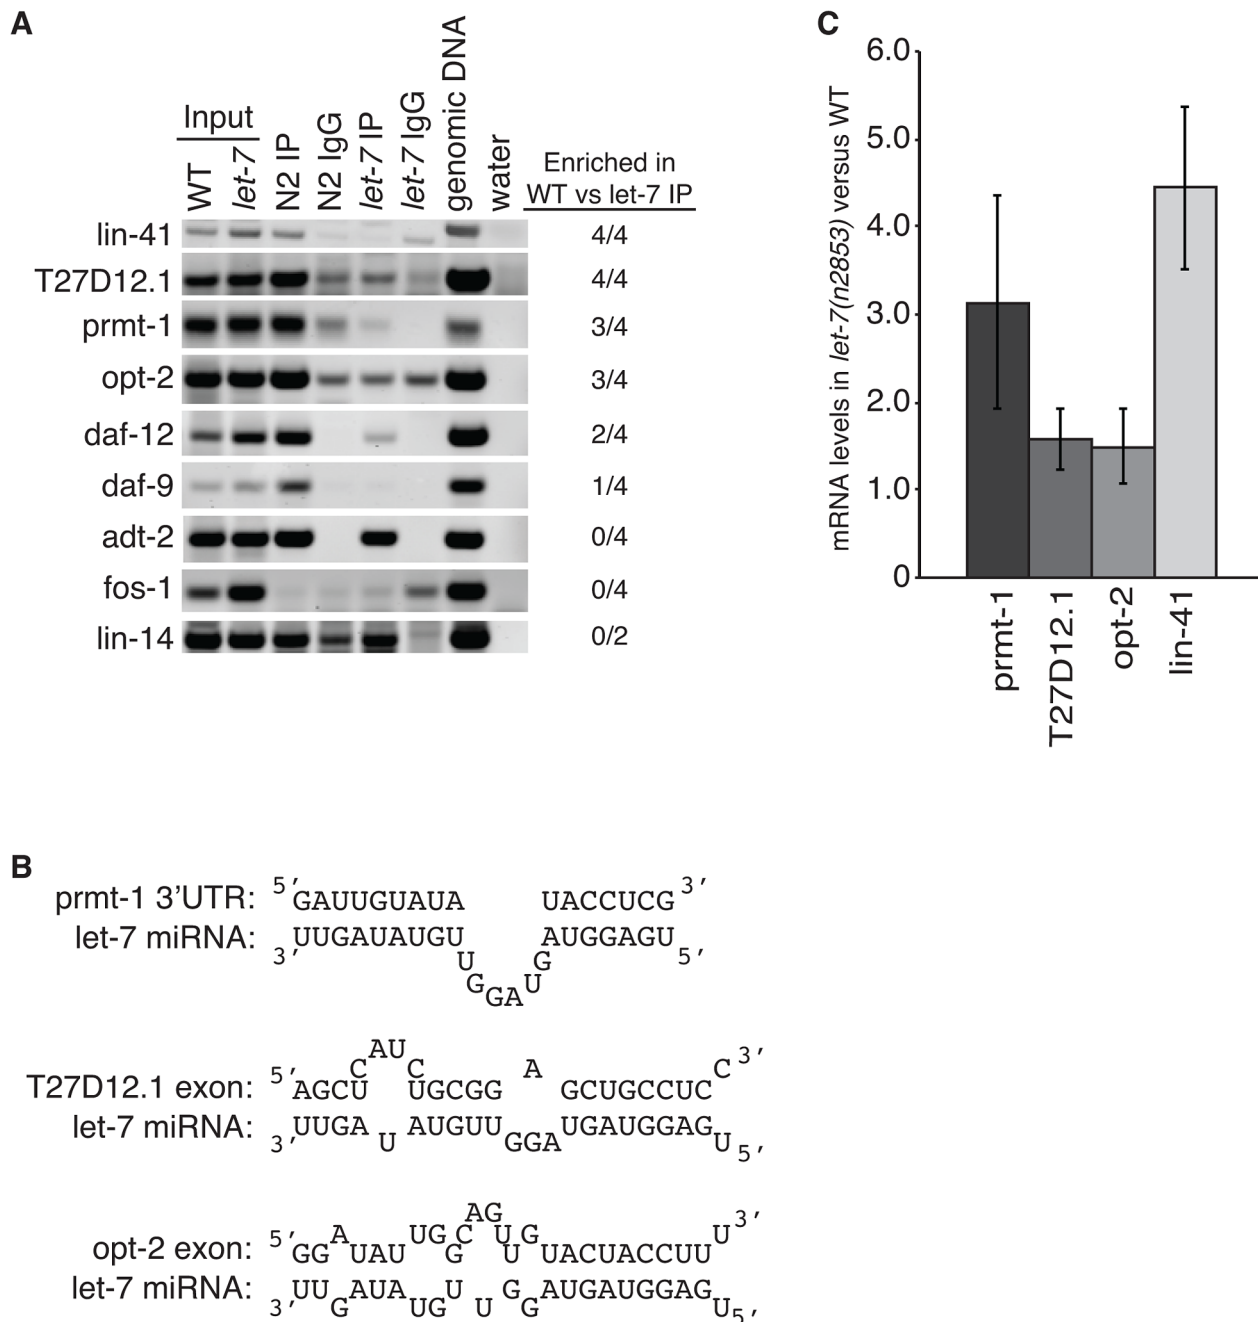 A
Input
WT let-7 N2 IP N2 IgG let-7 IP let-7 IgG genomic DNA water
Enriched in
WT vs let-7 IP
lin-41 4/4
T27D12.1 4/4
prmt-1 3/4
opt-2 3/4
daf-12 2/4
daf-9 1/4
adt-2 0/4
fos-1 0/4
lin-14 0/2
C
mRNA levels in let-7(n2853) versus WT
6.0
5.0
4.0
3.0
2.0
1.0
0
prmt-1
T27D12.1
opt-2
lin-41
B
prmt-1 3'UTR: 5′ GAUUGUAUA UACCUCG 3′
let-7 miRNA: 3′ UUGAUAUGU UGGAUG AUGGAGU 5′
T27D12.1 exon: 5′ AGCU CAUC UGCGG A GCUGCCUC C 3′
let-7 miRNA: 3′ UUGA U AUGUU GGA UGAUGGAG U 5′
opt-2 exon: 5′ GG A UAU UG G C AG U U G UACUACCUU U 3′
let-7 miRNA: 3′ UU G AUA UG U U G G AUGAUGGAG U 5′